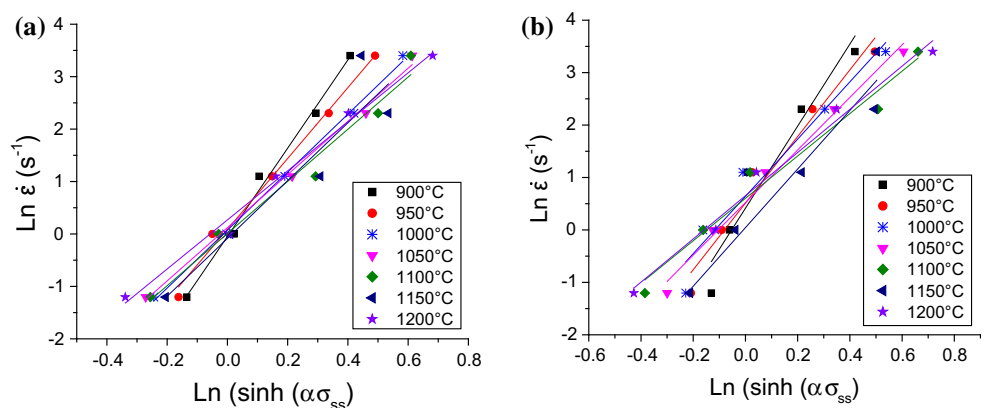 (a)
Ln ε̇ (s⁻¹)
4
3
2
1
0
-1
-2
-0.6 -0.4 -0.2 0.0 0.2 0.4 0.6 0.8
Ln (sinh (ασss)
900°C
950°C
1000°C
1050°C
1100°C
1150°C
1200°C
(b)
Ln ε̇ (s⁻¹)
4
3
2
1
0
-1
-2
-0.6 -0.4 -0.2 0.0 0.2 0.4 0.6 0.8
Ln (sinh (ασss)
900°C
950°C
1000°C
1050°C
1100°C
1150°C
1200°C